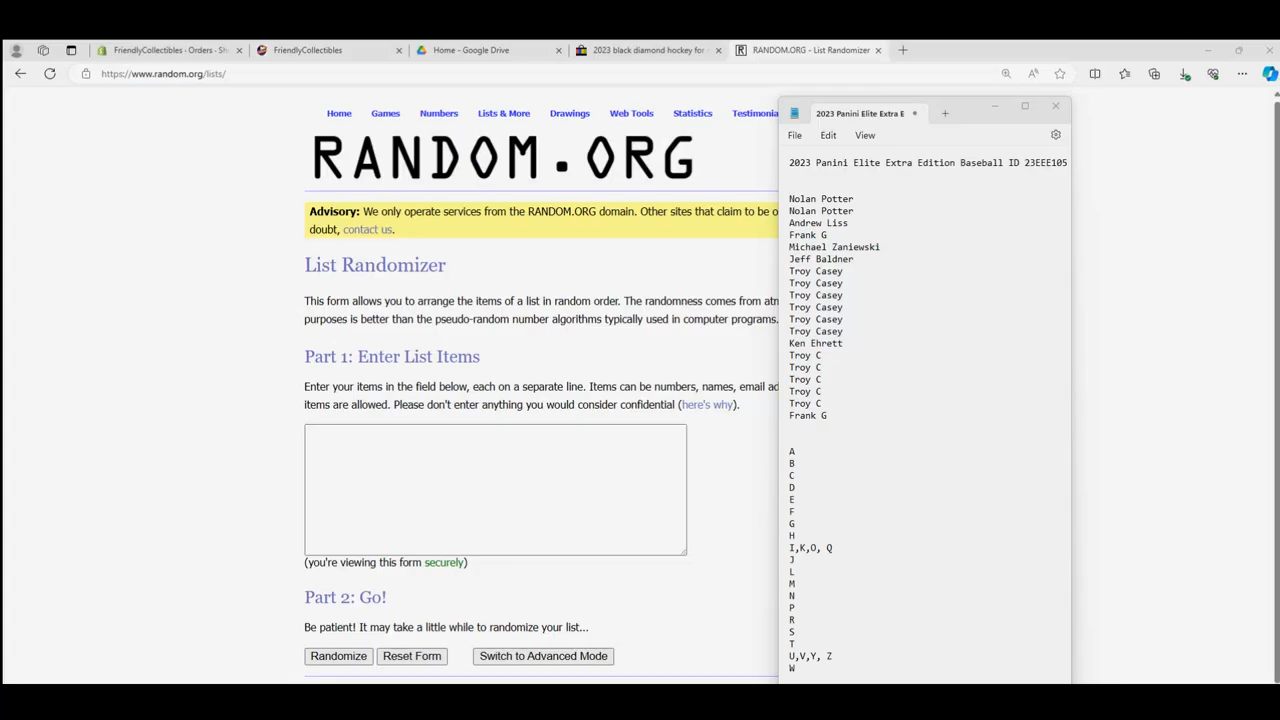 FriendlyCollectibles - Orders - Sh
FriendlyCollectibles
Home - Google Drive
2023 black diamond hockey for
RANDOM.ORG - List Randomizer
https://www.random.org/lists/
Home Games Numbers Lists & More Drawings Web Tools Statistics Testimonia
RANDOM.ORG
Advisory: We only operate services from the RANDOM.ORG domain. Other sites that claim to be o
doubt, contact us.
List Randomizer
This form allows you to arrange the items of a list in random order. The randomness comes from atm
purposes is better than the pseudo-random number algorithms typically used in computer programs.
Part 1: Enter List Items
Enter your items in the field below, each on a separate line. Items can be numbers, names, email ad
items are allowed. Please don't enter anything you would consider confidential (here's why).
(you're viewing this form securely)
Part 2: Go!
Be patient! It may take a little while to randomize your list...
Randomize Reset Form Switch to Advanced Mode
2023 Panini Elite Extra E
File Edit View
2023 Panini Elite Extra Edition Baseball ID 23EEE105
Nolan Potter
Nolan Potter
Andrew Liss
Frank G
Michael Zaniewski
Jeff Baldner
Troy Casey
Troy Casey
Troy Casey
Troy Casey
Troy Casey
Troy Casey
Ken Ehrett
Troy C
Troy C
Troy C
Troy C
Troy C
Frank G
A
B
C
D
E
F
G
H
I,K,O, Q
J
L
M
N
P
R
S
T
U,V,Y, Z
W